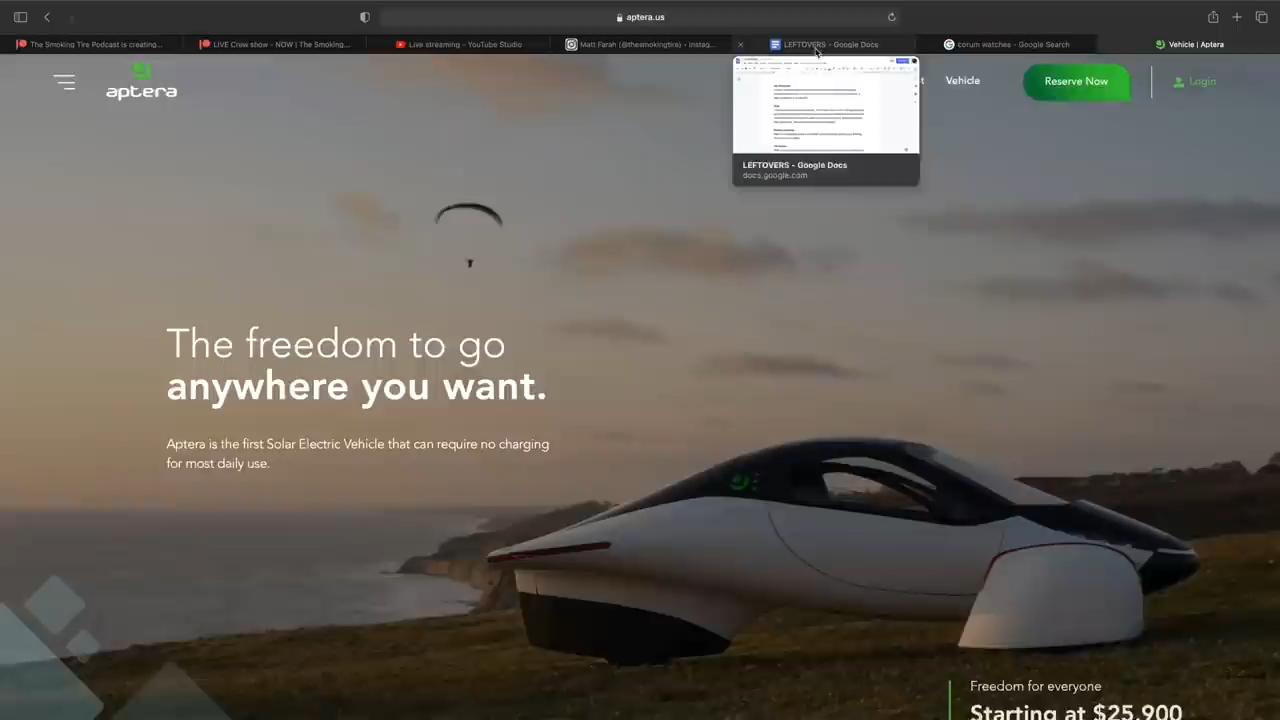 aptera.us
The Smoking Tire Podcast is creating...
LIVE Crew show - NOW | The Smoking...
Live streaming - YouTube Studio
Matt Farah (@thesmokingtire) • Instag...
LEFTOVERS - Google Docs
corum watches - Google Search
Vehicle | Aptera
aptera
Vehicle
Reserve Now
Login
LEFTOVERS - Google Docs
docs.google.com
The freedom to go
anywhere you want.
Aptera is the first Solar Electric Vehicle that can require no charging
for most daily use.
Freedom for everyone
Starting at $25,900